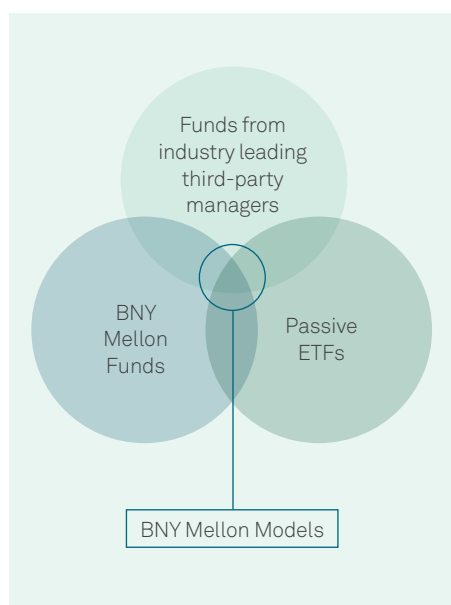 Funds from
industry leading
third-party
managers
BNY
Mellon
Funds
Passive
ETFs
BNY Mellon Models